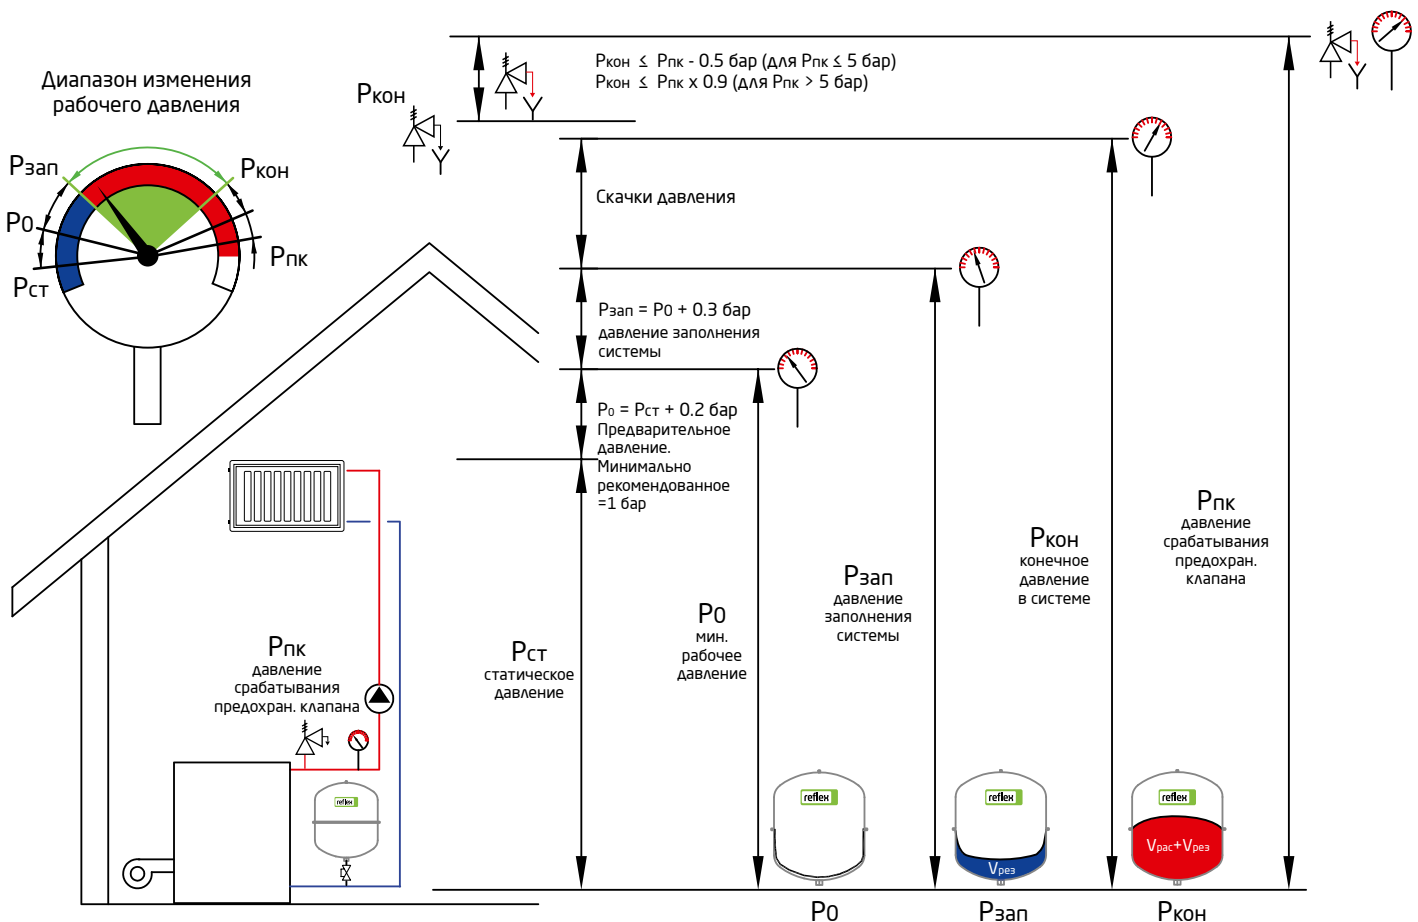 Диапазон изменения
рабочего давления
Pзап
Pкон
P0
Pпк
Pст
Pкон
Pкон ≤ Pпк - 0.5 бар (для Pпк ≤ 5 бар)
Pкон ≤ Pпк x 0.9 (для Pпк > 5 бар)
Скачки давления
Pзап = P0 + 0.3 бар
давление заполнения
системы
P0 = Pст + 0.2 бар
Предварительное
давление.
Минимально
рекомендованное
=1 бар
Pпк
давление
срабатывания
предохран. клапана
Pст
статическое
давление
P0
мин.
рабочее
давление
Pзап
давление
заполнения
системы
Pкон
конечное
давление
в системе
Pпк
давление
срабатывания
предохран.
клапана
reflex
reflex
reflex
reflex
Vрез
Vрас+Vрез
P0
Pзап
Pкон